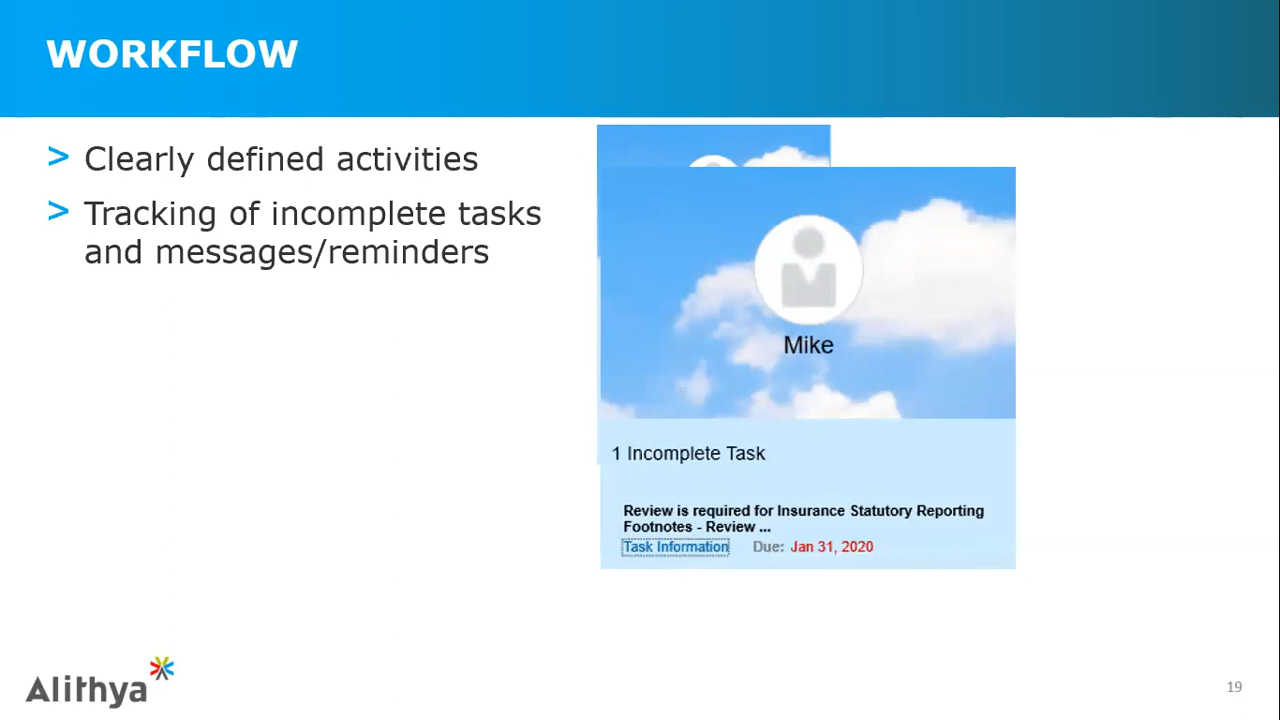 WORKFLOW
> Clearly defined activities
> Tracking of incomplete tasks
and messages/reminders
Mike
1 Incomplete Task
Review is required for Insurance Statutory Reporting
Footnotes - Review ...
Task Information Due: Jan 31, 2020
Alithya
19